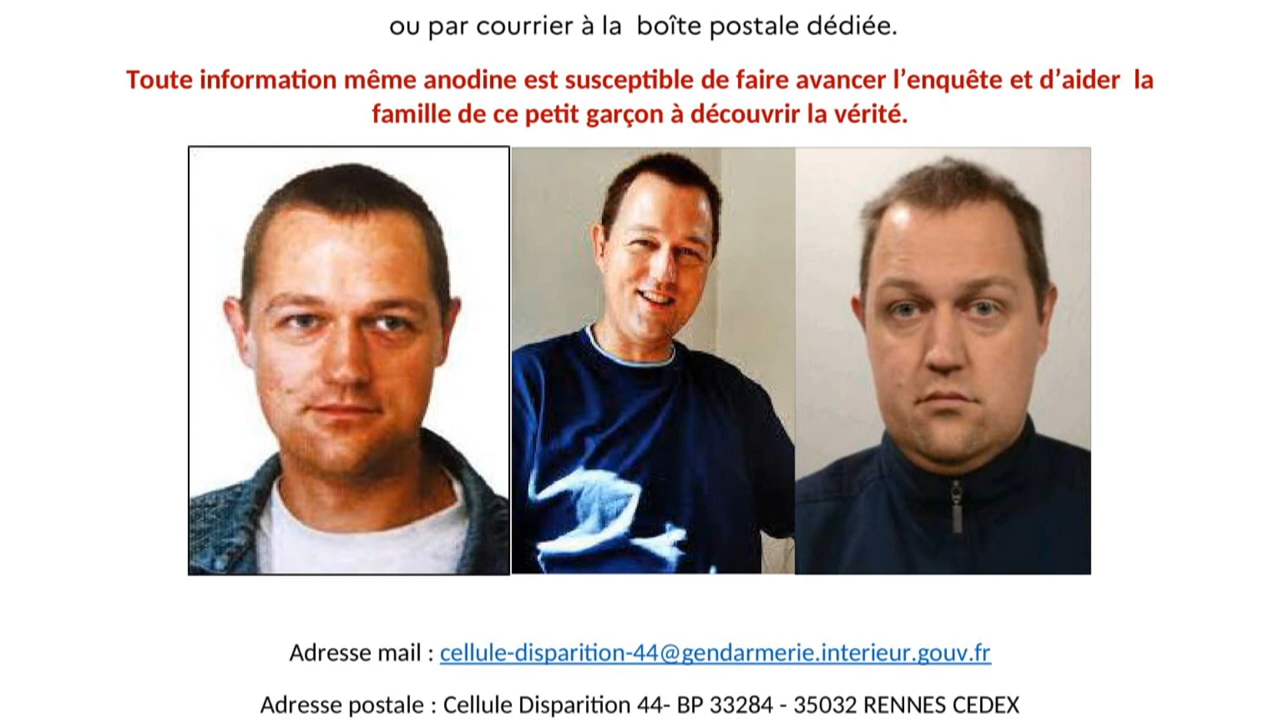 ou par courrier à la  boîte postale dédiée.
Toute information même anodine est susceptible de faire avancer l’enquête et d’aider  la
famille de ce petit garçon à découvrir la vérité.
Adresse mail : cellule-disparition-44@gendarmerie.interieur.gouv.fr
Adresse postale : Cellule Disparition 44- BP 33284 - 35032 RENNES CEDEX